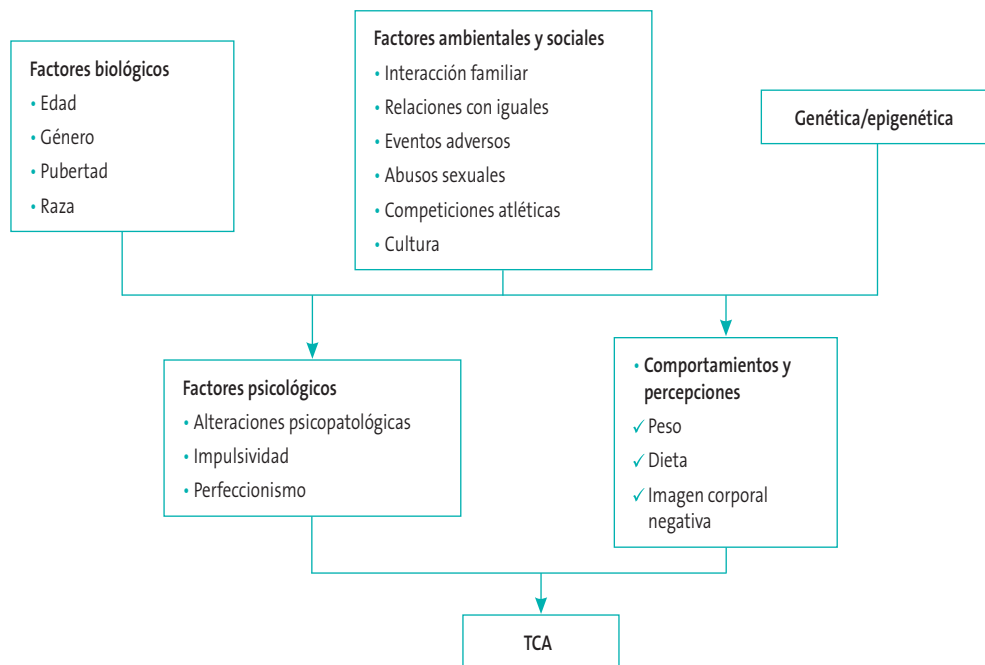 Factores biológicos
• Edad
• Género
• Pubertad
• Raza
Factores ambientales y sociales
• Interacción familiar
• Relaciones con iguales
• Eventos adversos
• Abusos sexuales
• Competiciones atléticas
• Cultura
Genética/epigenética
Factores psicológicos
• Alteraciones psicopatológicas
• Impulsividad
• Perfeccionismo
• Comportamientos y
percepciones
✓ Peso
✓ Dieta
✓ Imagen corporal
negativa
TCA